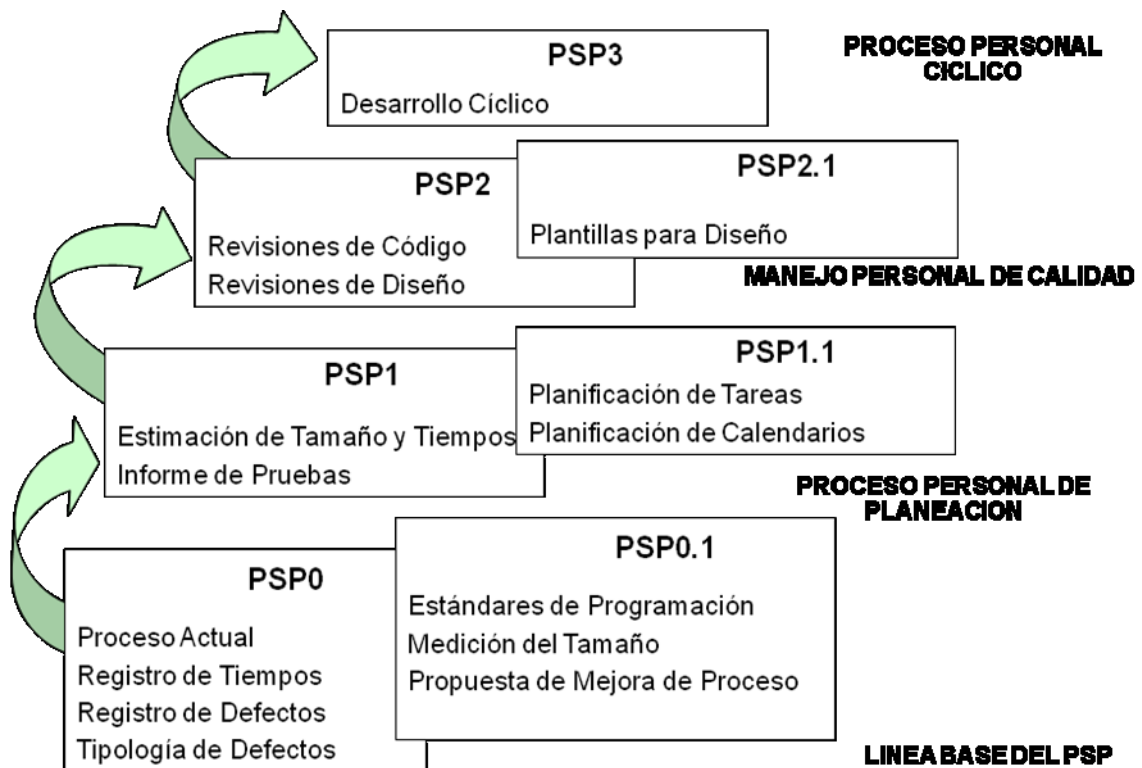 PSP3
Desarrollo Cíclico
PROCESO PERSONAL
CICLICO
PSP2
Revisiones de Código
Revisiones de Diseño
PSP2.1
Plantillas para Diseño
MANEJO PERSONAL DE CALIDAD
PSP1
Estimación de Tamaño y Tiempos
Informe de Pruebas
PSP1.1
Planificación de Tareas
Planificación de Calendarios
PROCESO PERSONAL DE
PLANEACION
PSP0
Proceso Actual
Registro de Tiempos
Registro de Defectos
Tipología de Defectos
PSP0.1
Estándares de Programación
Medición del Tamaño
Propuesta de Mejora de Proceso
LINEA BASE DEL PSP